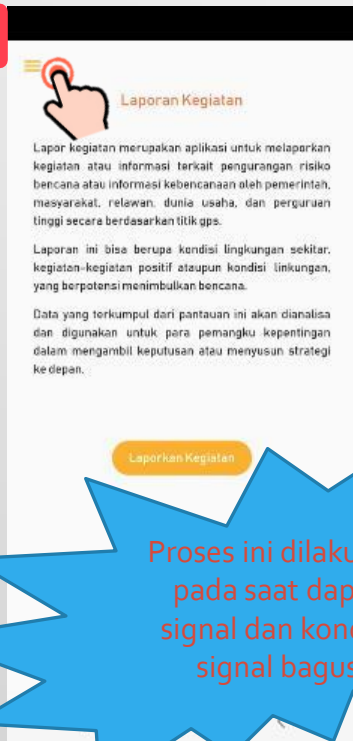 Laporan Kegiatan
Lapor kegiatan merupakan aplikasi untuk melaporkan
kegiatan atau informasi terkait pengurangan risiko
bencana atau informasi kebencanaan oleh pemerintah,
masyarakat, relawan, dunia usaha, dan perguruan
tinggi secara berdasarkan titik gps.
Laporan ini bisa berupa kondisi lingkungan sekitar,
kegiatan-kegiatan positif ataupun kondisi linkungan,
yang berpotensi menimbulkan bencana.
Data yang terkumpul dari pantauan ini akan dianalisa
dan digunakan untuk para pemangku kepentingan
dalam mengambil keputusan atau menyusun strategi
ke depan.
Laporkan Kegiatan
Proses ini dilaku
pada saat dap
signal dan kon
signal bagus